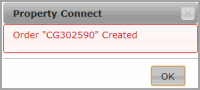 Property Connect
Order "CG302590" Created
OK